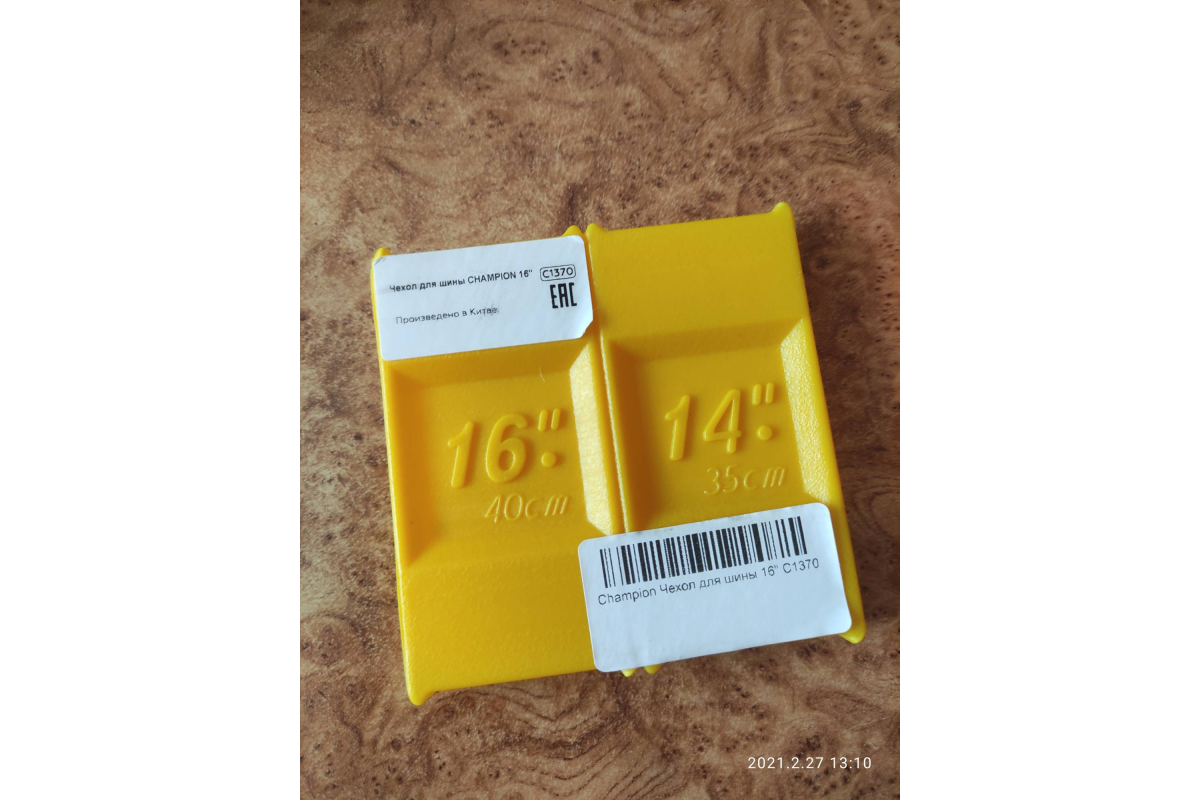 Чехол для шины CHAMPION 16" C1370
EAC
Произведено в Китае
16"
40cm
14"
35cm
Champion Чехол для шины 16" C1370
2021.2.27 13:10